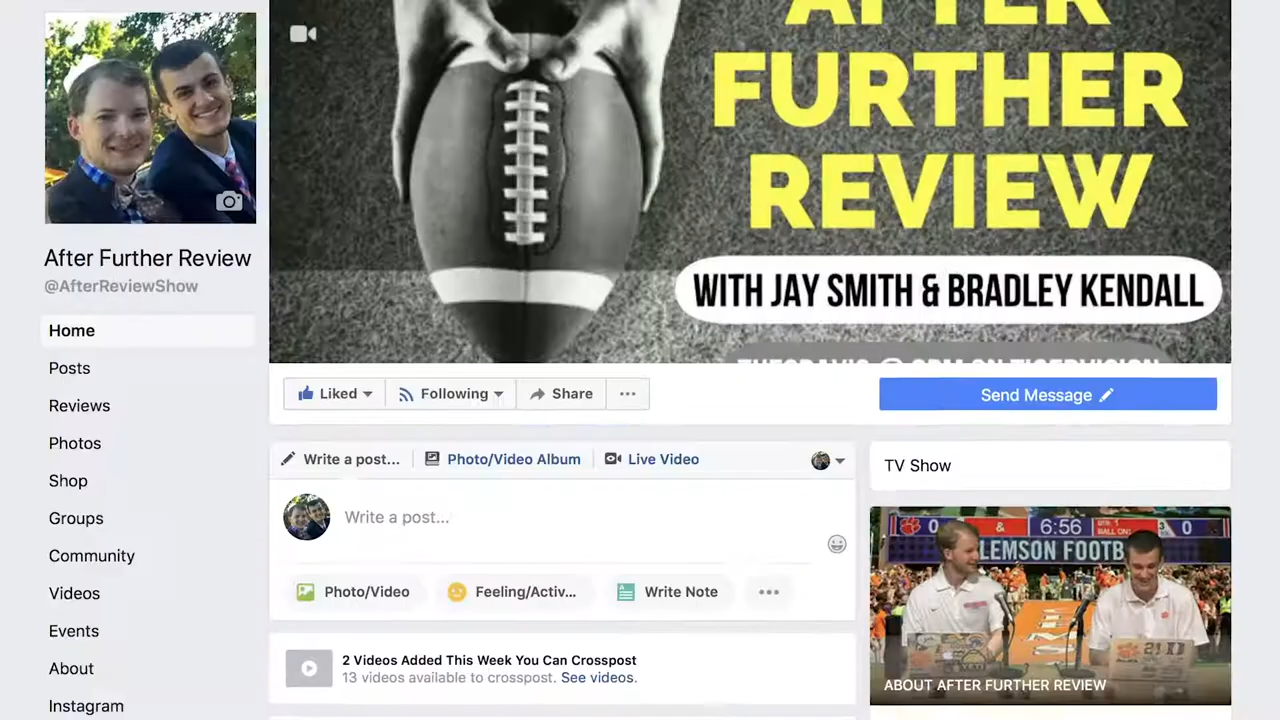 AFTER
FURTHER
REVIEW
WITH JAY SMITH & BRADLEY KENDALL
After Further Review
@AfterReviewShow
Home
Posts
Reviews
Photos
Shop
Groups
Community
Videos
Events
About
Instagram
Liked
Following
Share
Send Message
Write a post...
Photo/Video Album
Live Video
Write a post...
Photo/Video
Feeling/Activ...
Write Note
2 Videos Added This Week You Can Crosspost
13 videos available to crosspost. See videos.
TV Show
0 & 6:56 0
LEMSON FOOTB
ABOUT AFTER FURTHER REVIEW